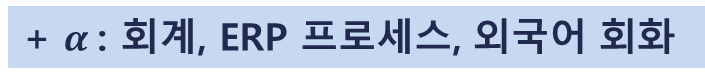 + α : 회계, ERP 프로세스, 외국어 회화